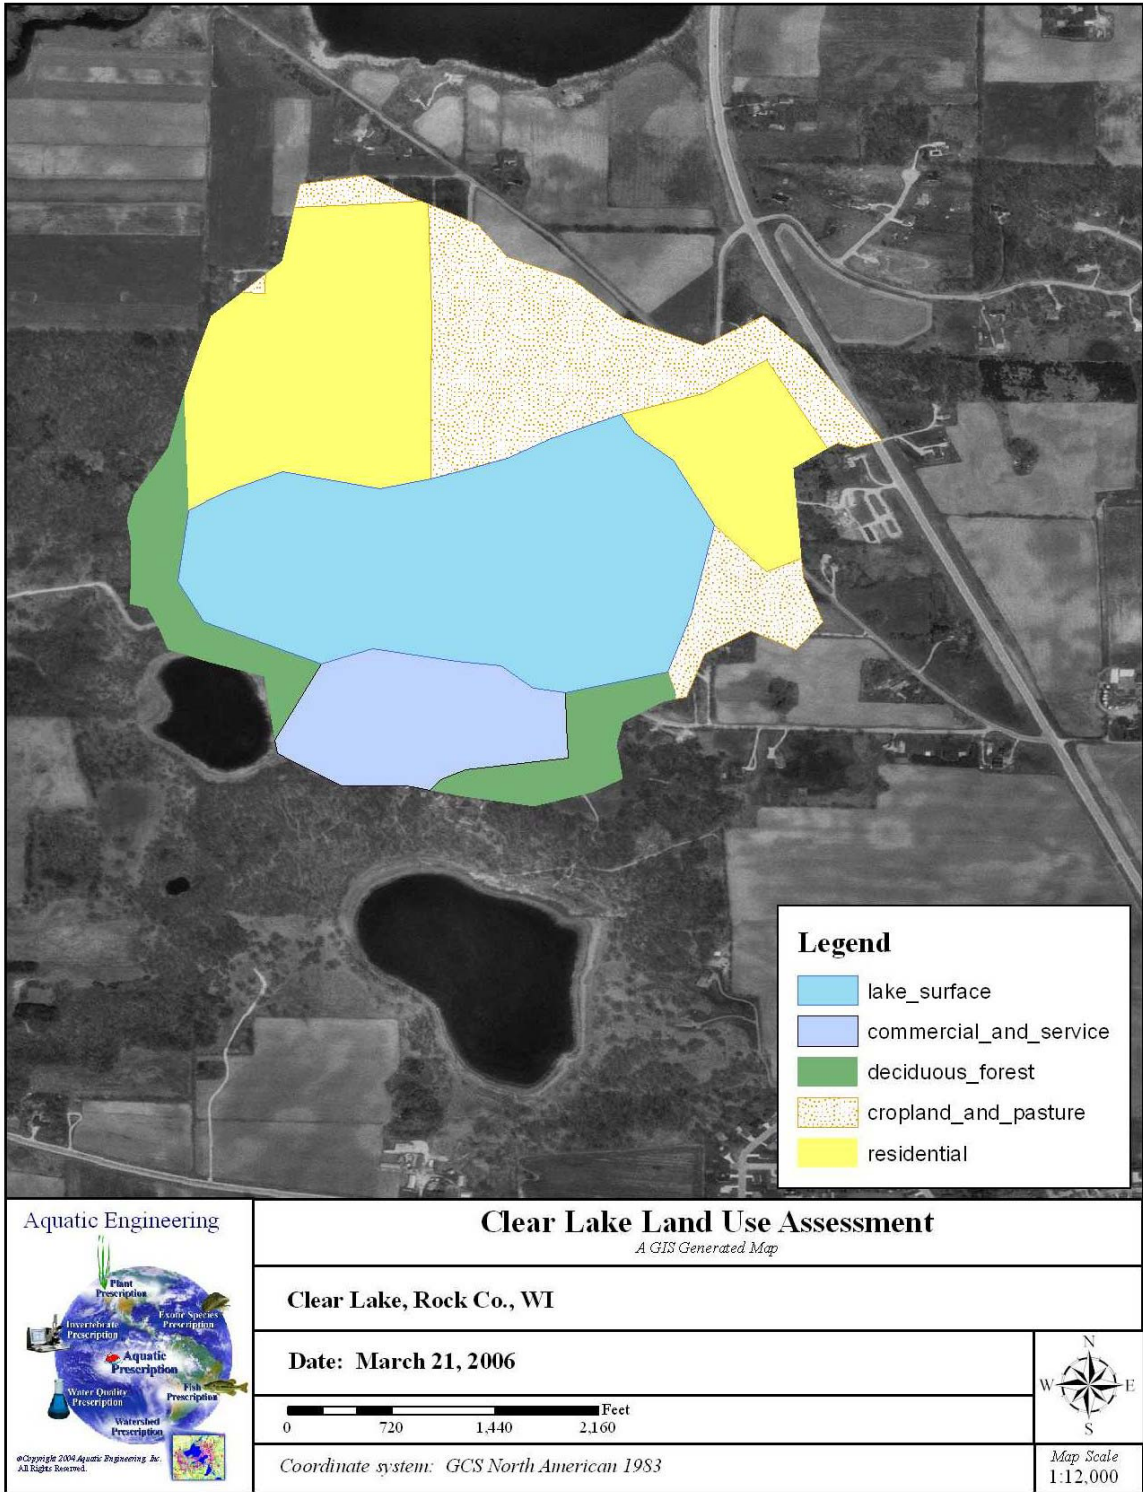 Legend
lake_surface
commercial_and_service
deciduous_forest
cropland_and_pasture
residential
Aquatic Engineering
Plant
Prescription
Exotic Species
Prescription
Invertebrate
Prescription
Aquatic
Prescription
Fish
Prescription
Water Quality
Prescription
Watershed
Prescription
©Copyright 2004 Aquatic Engineering, Inc.
All Rights Reserved.
Clear Lake Land Use Assessment
A GIS Generated Map
Clear Lake, Rock Co., WI
Date: March 21, 2006
Feet
0 720 1,440 2,160
Coordinate system: GCS North American 1983
N
W E
S
Map Scale
1:12,000